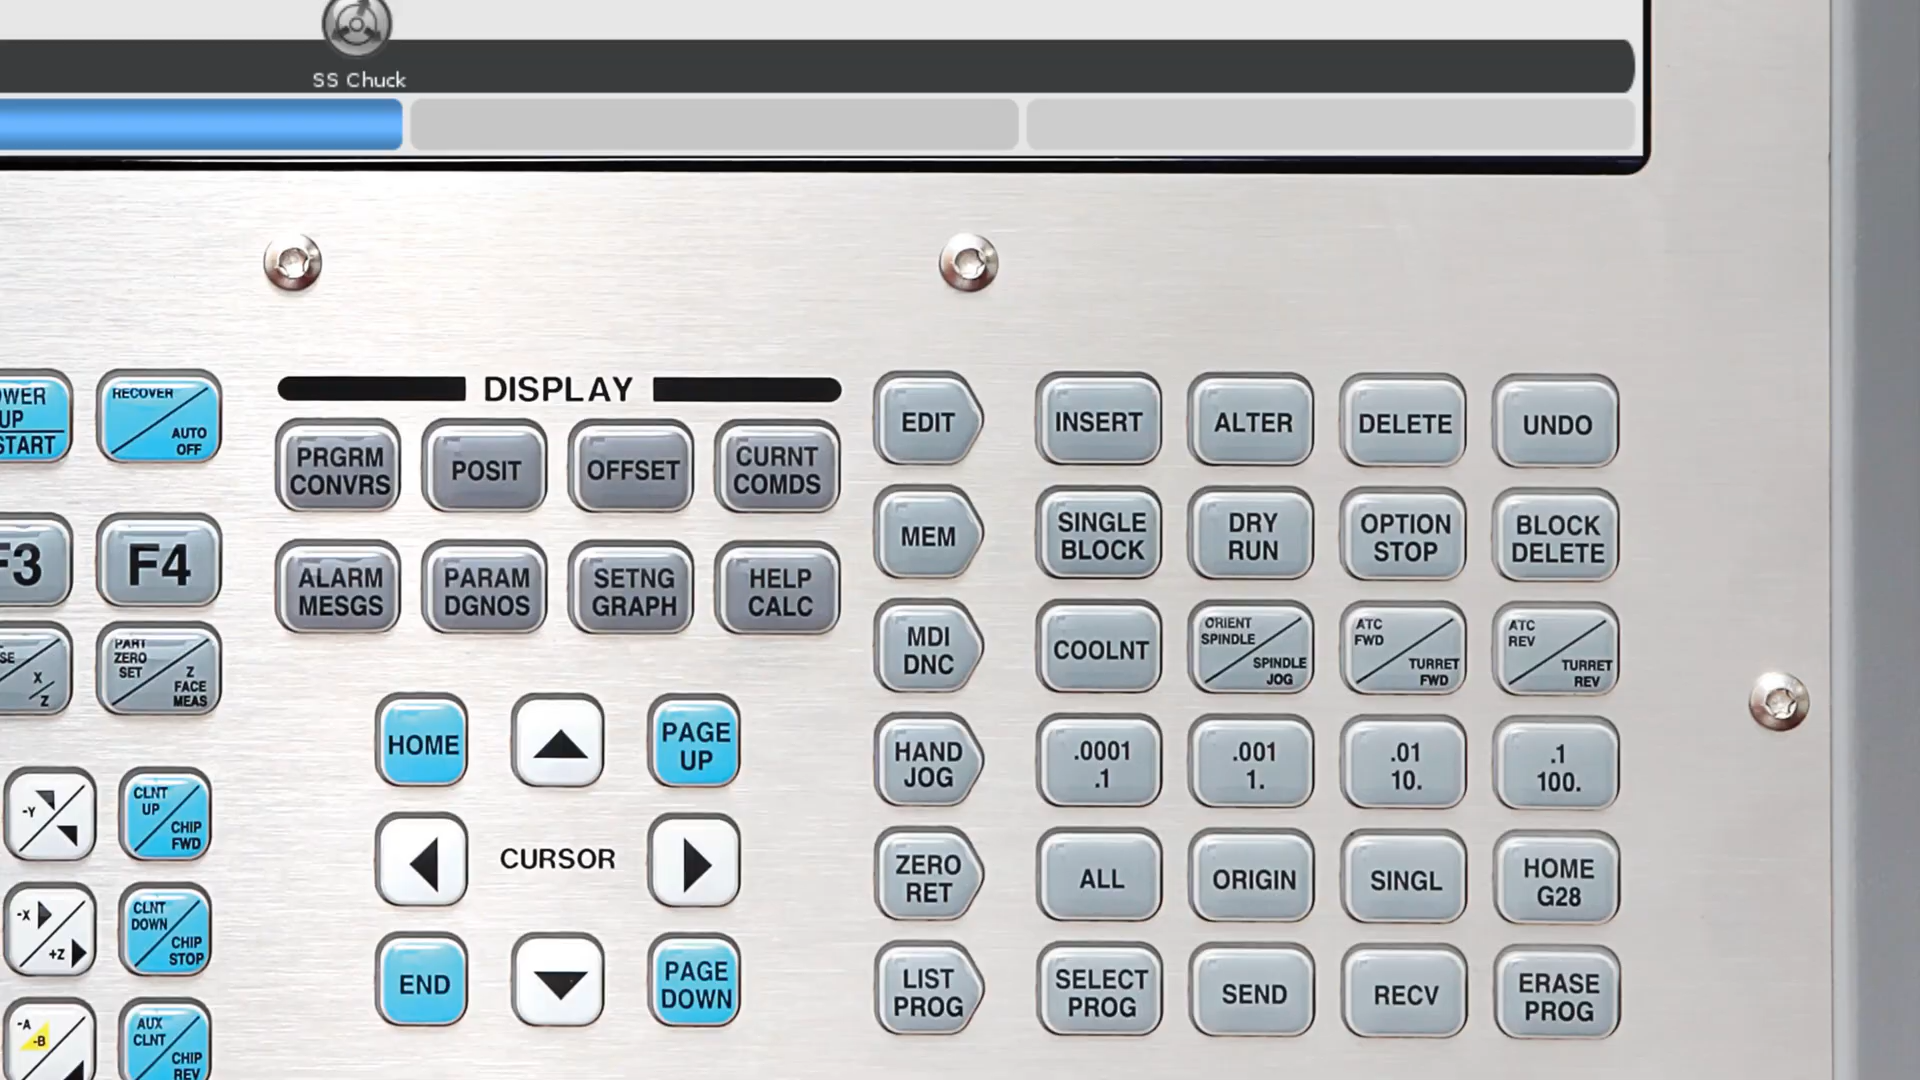 SS Chuck
UP
START
RECOVER
AUTO
OFF
DISPLAY
PRGRM
CONVRS
POSIT
OFFSET
CURNT
COMDS
ALARM
MESGS
PARAM
DGNOS
SETNG
GRAPH
HELP
CALC
F3
F4
X
Z
PART
ZERO
SET
Z
FACE
MEAS
HOME
PAGE
UP
CURSOR
END
PAGE
DOWN
-Y
CLNT
UP
CHIP
FWD
-X
+Z
CLNT
DOWN
CHIP
STOP
-A
-B
AUX
CLNT
CHIP
REV
EDIT
INSERT
ALTER
DELETE
UNDO
MEM
SINGLE
BLOCK
DRY
RUN
OPTION
STOP
BLOCK
DELETE
MDI
DNC
COOLNT
ORIENT
SPINDLE
SPINDLE
JOG
ATC
FWD
TURRET
FWD
ATC
REV
TURRET
REV
HAND
JOG
.0001
.1
.001
1.
.01
10.
.1
100.
ZERO
RET
ALL
ORIGIN
SINGL
HOME
G28
LIST
PROG
SELECT
PROG
SEND
RECV
ERASE
PROG